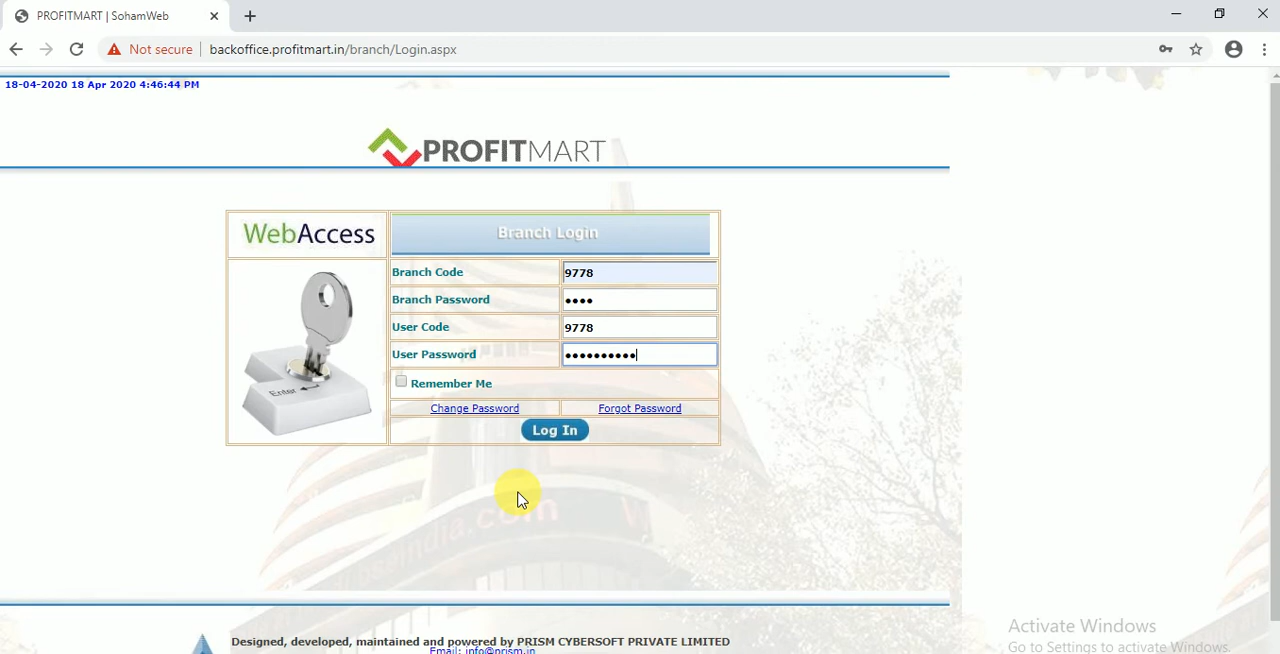 PROFITMART | SohamWeb
Not secure
backoffice.profitmart.in/branch/Login.aspx
18-04-2020 18 Apr 2020 4:46:44 PM
PROFITMART
WebAccess
Branch Login
Branch Code
9778
Branch Password
••••
User Code
9778
User Password
••••••••••
Enter
Remember Me
Change Password
Forgot Password
Log In
Designed, developed, maintained and powered by PRISM CYBERSOFT PRIVATE LIMITED
Email: info@prism.in
Activate Windows
Go to Settings to activate Windows.